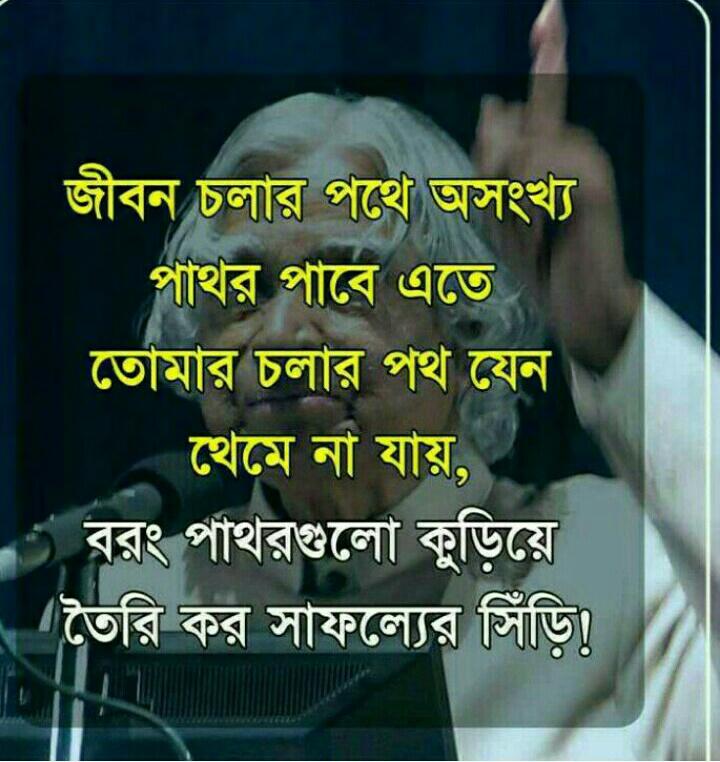 জীবন চলার পথে অসংখ্য
পাথর পাবে এতে
তোমার চলার পথ যেন
থেমে না যায়,
বরং পাথরগুলো কুড়িয়ে
তৈরি কর সাফল্যের সিঁড়ি!